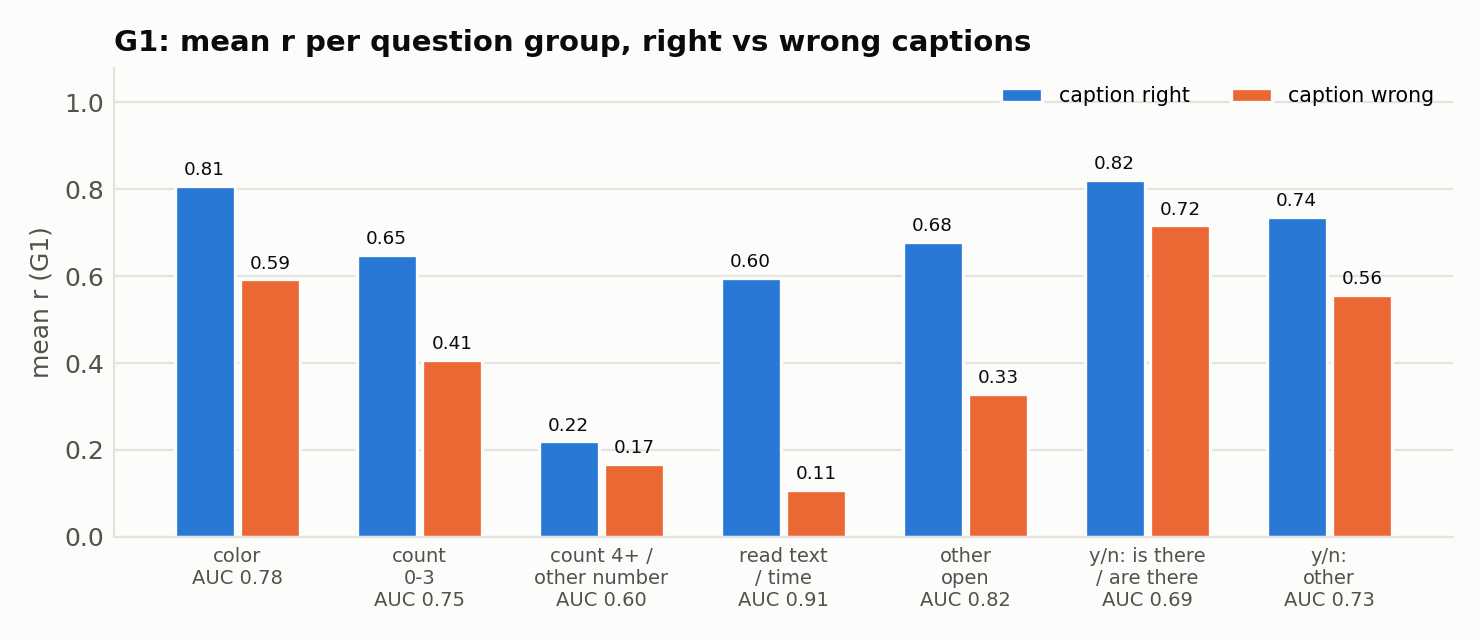 G1: mean r per question group, right vs wrong captions
caption right
caption wrong
mean r (G1)
1.0
0.8
0.6
0.4
0.2
0.0
0.81
0.59
0.65
0.41
0.22
0.17
0.60
0.11
0.68
0.33
0.82
0.72
0.74
0.56
color
AUC 0.78
count
0-3
AUC 0.75
count 4+ /
other number
AUC 0.60
read text
/ time
AUC 0.91
other
open
AUC 0.82
y/n: is there
/ are there
AUC 0.69
y/n:
other
AUC 0.73